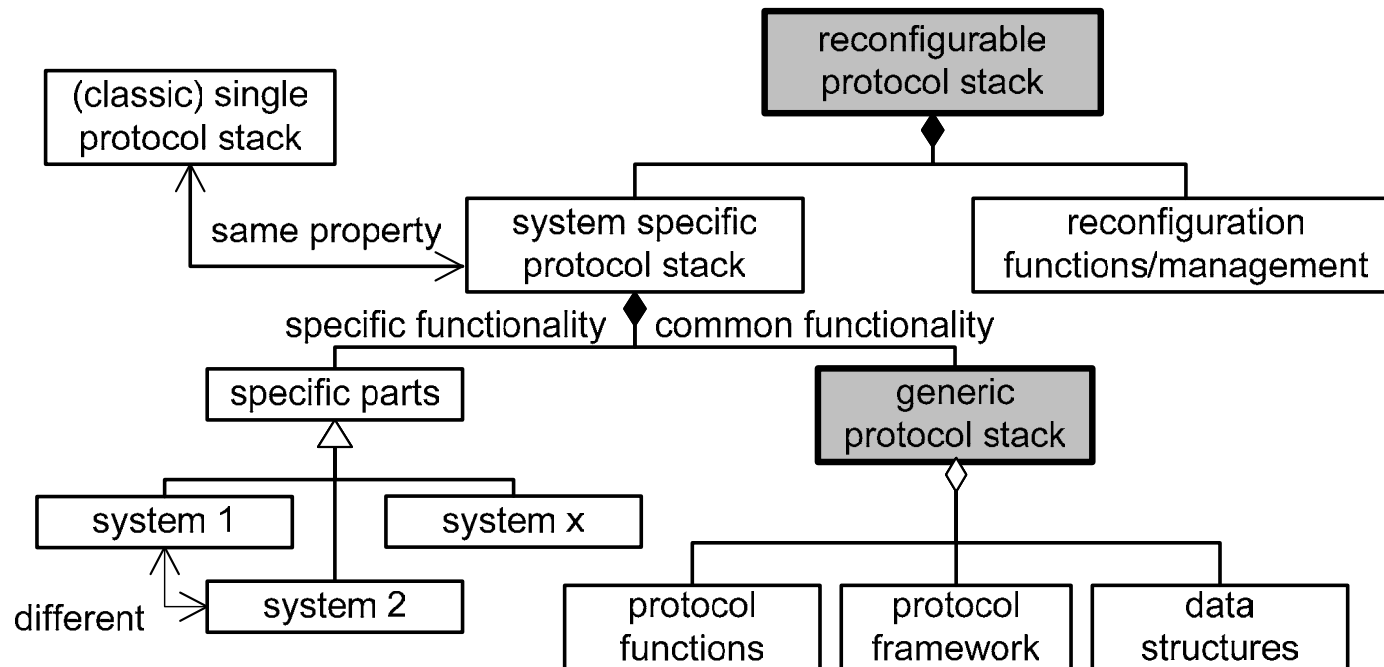 reconfigurable
protocol stack
(classic) single
protocol stack
same property
system specific
protocol stack
reconfiguration
functions/management
specific functionality
common functionality
specific parts
generic
protocol stack
system 1
system x
different
system 2
protocol
functions
protocol
framework
data
structures